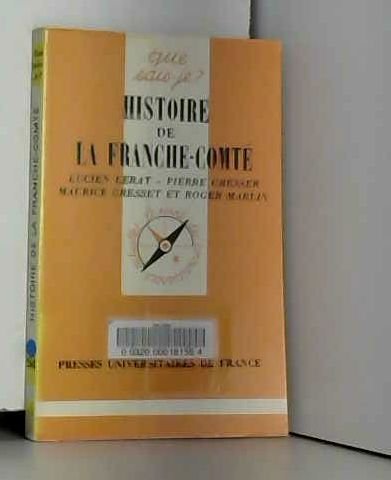 que
sais-je?
HISTOIRE
DE
LA FRANCHE-COMTÉ
LUCIEN LERAT - PIERRE GRESSER
MAURICE GRESSET ET ROGER MARLIN
PRESSES UNIVERSITAIRES DE FRANCE
HISTOIRE DE LA FRANCHE-COMTÉ